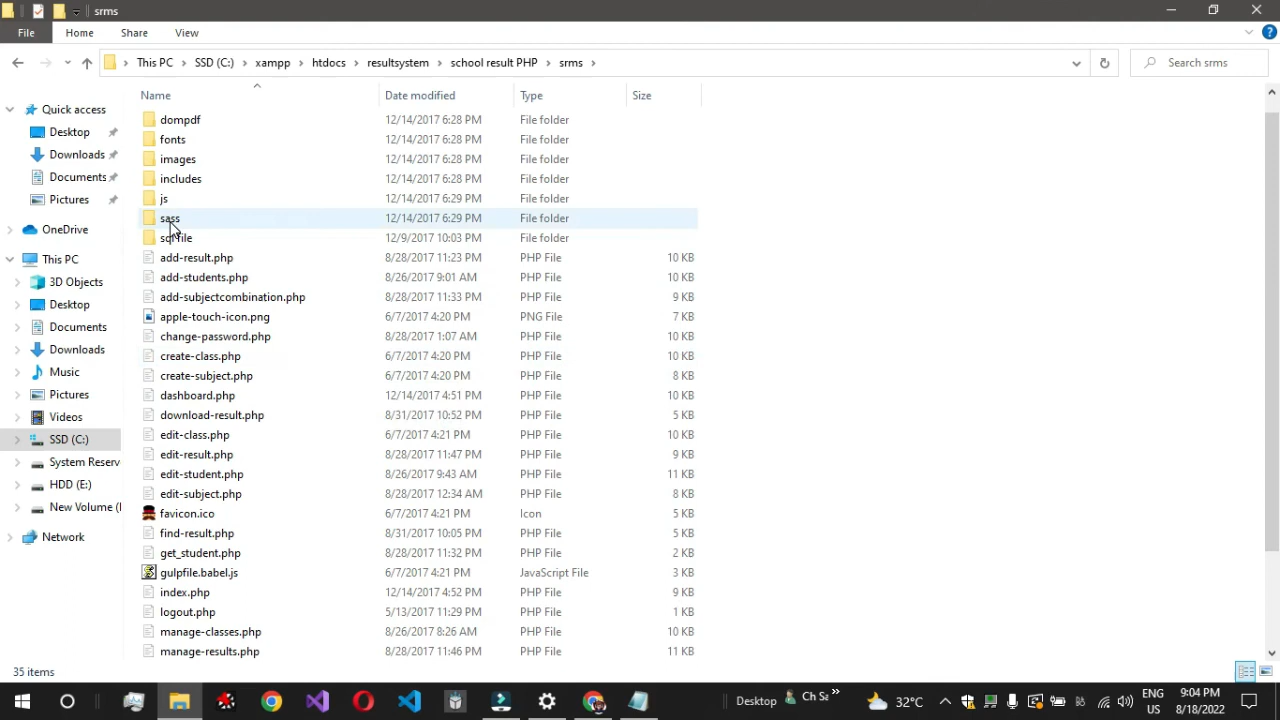 srms
File Home Share View
This PC SSD (C:) xampp htdocs resultsystem school result PHP srms Search srms
Name Date modified Type Size
Quick access
Desktop
Downloads
Documents
Pictures
OneDrive
This PC
3D Objects
Desktop
Documents
Downloads
Music
Pictures
Videos
SSD (C:)
System Reserv
HDD (E:)
New Volume (
Network
dompdf 12/14/2017 6:28 PM File folder
fonts 12/14/2017 6:28 PM File folder
images 12/14/2017 6:28 PM File folder
includes 12/14/2017 6:28 PM File folder
js 12/14/2017 6:29 PM File folder
sass 12/14/2017 6:29 PM File folder
sql file 12/9/2017 10:03 PM File folder
add-result.php 8/28/2017 11:23 PM PHP File 10 KB
add-students.php 8/26/2017 9:01 AM PHP File 10 KB
add-subjectcombination.php 8/28/2017 11:33 PM PHP File 9 KB
apple-touch-icon.png 6/7/2017 4:20 PM PNG File 7 KB
change-password.php 8/28/2017 1:07 AM PHP File 10 KB
create-class.php 6/7/2017 4:20 PM PHP File 10 KB
create-subject.php 6/7/2017 4:20 PM PHP File 8 KB
dashboard.php 12/14/2017 4:51 PM PHP File 10 KB
download-result.php 8/31/2017 10:52 PM PHP File 5 KB
edit-class.php 6/7/2017 4:21 PM PHP File 10 KB
edit-result.php 8/28/2017 11:47 PM PHP File 9 KB
edit-student.php 8/26/2017 9:43 AM PHP File 11 KB
edit-subject.php 8/28/2017 12:34 AM PHP File 8 KB
favicon.ico 6/7/2017 4:21 PM Icon 5 KB
find-result.php 8/31/2017 10:05 PM PHP File 5 KB
get_student.php 8/28/2017 11:32 PM PHP File 2 KB
gulpfile.babel.js 6/7/2017 4:21 PM JavaScript File 3 KB
index.php 12/14/2017 4:52 PM PHP File 9 KB
logout.php 5/13/2017 11:29 PM PHP File 1 KB
manage-classes.php 8/26/2017 8:26 AM PHP File 10 KB
manage-results.php 8/28/2017 11:46 PM PHP File 11 KB
35 items
Desktop Ch Sa 32°C ENG 9:04 PM
US 8/18/2022